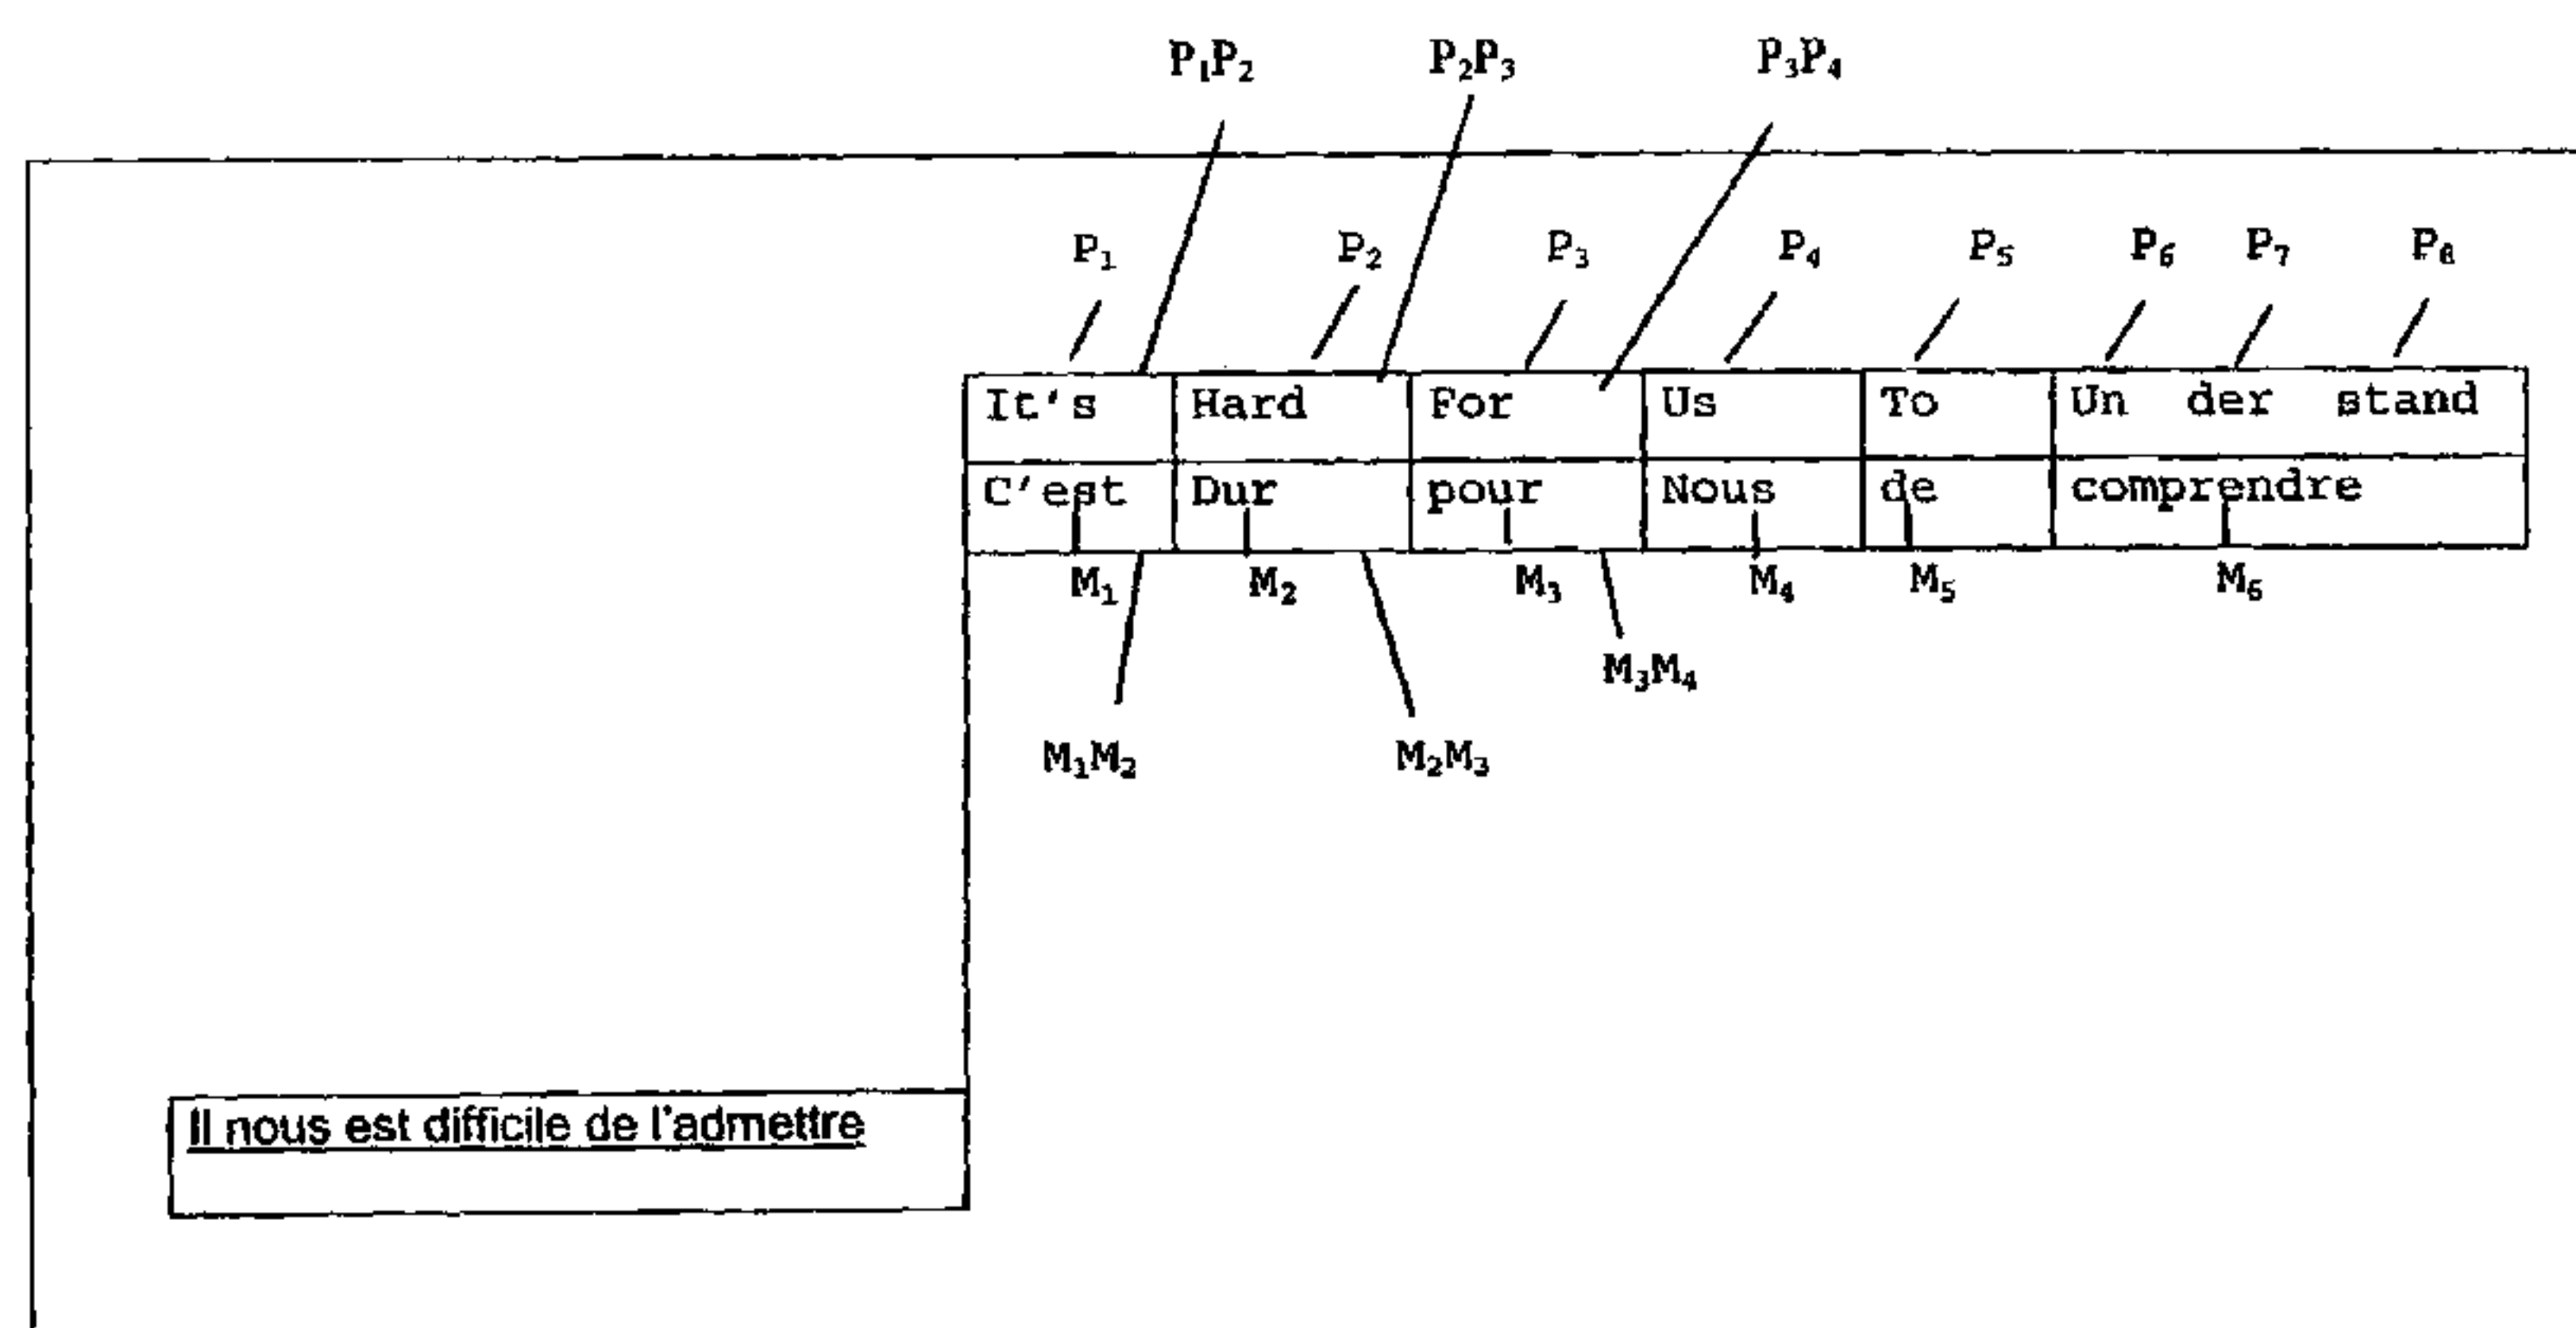 P₁P₂ P₂P₃ P₃P₄
P₁ P₂ P₃ P₄ P₅ P₆ P₇ P₈
It's Hard For Us To Un der stand
C'est Dur pour Nous de comprendre
M₁ M₂ M₃ M₄ M₅ M₆
M₃M₄
M₁M₂ M₂M₃
Il nous est difficile de l'admettre